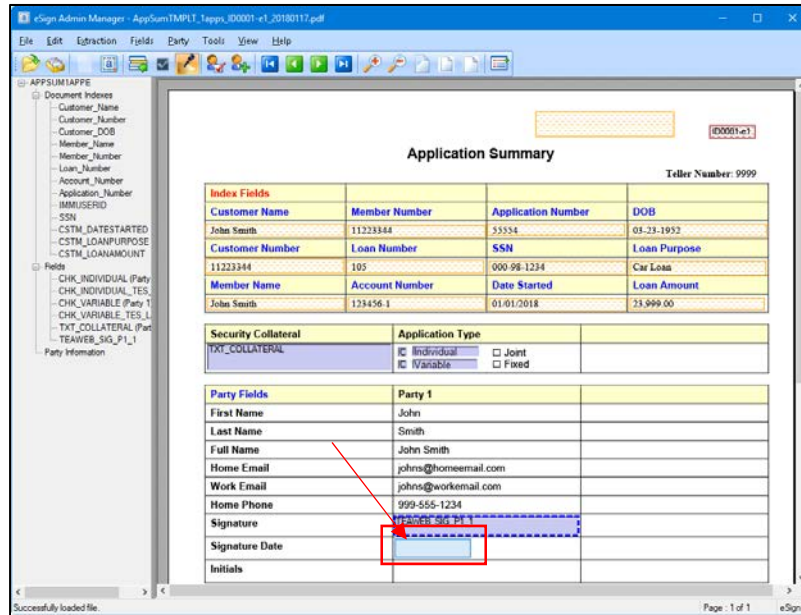 eSign Admin Manager - AppSumTMPLT_1apps_ID0001-e1_20180117.pdf
File Edit Extraction Fields Party Tools View Help
APPSUM1APPE
Document Indexes
Customer_Name
Customer_Number
Customer_DOB
Member_Name
Member_Number
Loan_Number
Account_Number
Application_Number
IMMUSERID
SSN
CSTM_DATESTARTED
CSTM_LOANPURPOSE
CSTM_LOANAMOUNT
Fields
CHK_INDIVIDUAL (Party
CHK_INDIVIDUAL_TES_
CHK_VARIABLE (Party 1
CHK_VARIABLE_TES_L
TXT_COLLATERAL (Part
TEAWEB_SIG_P1_1
Party Information
ID0001-e1
Application Summary
Teller Number: 9999
Index Fields
Customer Name Member Number Application Number DOB
John Smith 11223344 55554 03-23-1952
Customer Number Loan Number SSN Loan Purpose
11223344 105 000-98-1234 Car Loan
Member Name Account Number Date Started Loan Amount
John Smith 123456-1 01/01/2018 23,999.00
Security Collateral Application Type
TXT_COLLATERAL Individual Joint
Variable Fixed
Party Fields Party 1
First Name John
Last Name Smith
Full Name John Smith
Home Email johns@homeemail.com
Work Email johns@workemail.com
Home Phone 999-555-1234
Signature TEAWEB_SIG_P1_1
Signature Date
Initials
Successfully loaded file. Page : 1 of 1 eSign